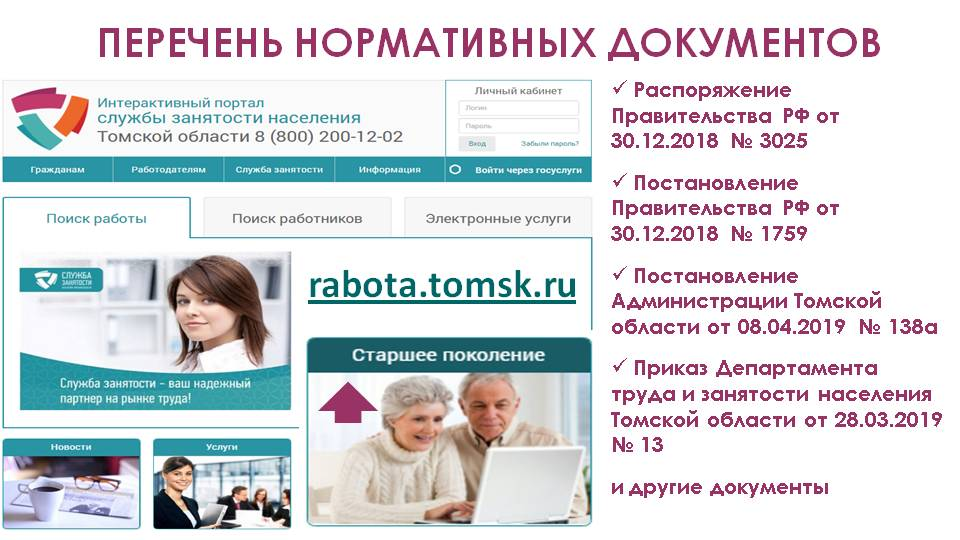 ПЕРЕЧЕНЬ НОРМАТИВНЫХ ДОКУМЕНТОВ
Интерактивный портал
службы занятости населения
Томской области 8 (800) 200-12-02
Личный кабинет
Логин
Пароль
Вход
Забыли пароль?
Гражданам
Работодателям
Служба занятости
Информация
Войти через госуслуги
Поиск работы
Поиск работников
Электронные услуги
СЛУЖБА
ЗАНЯТОСТИ
Служба занятости – ваш надежный
партнер на рынке труда!
rabota.tomsk.ru
Старшее поколение
Новости
Услуги
✓ Распоряжение
Правительства РФ от
30.12.2018 № 3025
✓ Постановление
Правительства РФ от
30.12.2018 № 1759
✓ Постановление
Администрации Томской
области от 08.04.2019 № 138а
✓ Приказ Департамента
труда и занятости населения
Томской области от 28.03.2019
№ 13
и другие документы